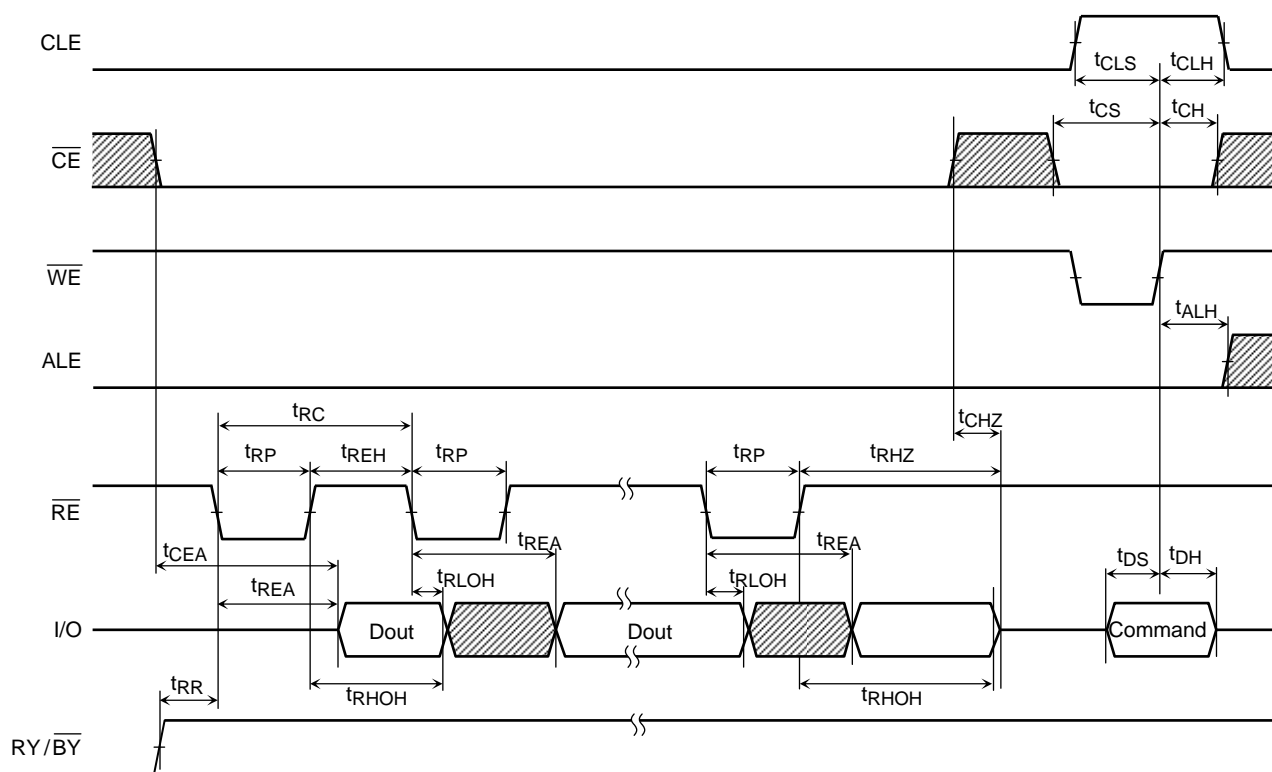 CLE
tCLS tCLH
tCS tCH
CE
WE
tALH
ALE
tRC
tCHZ
tRP tREH tRP tRP tRHZ
RE
tCEA tREA tREA
tREA tRLOH tRLOH tDS tDH
I/O Dout Dout Command
tRR tRHOH tRHOH
RY/BY